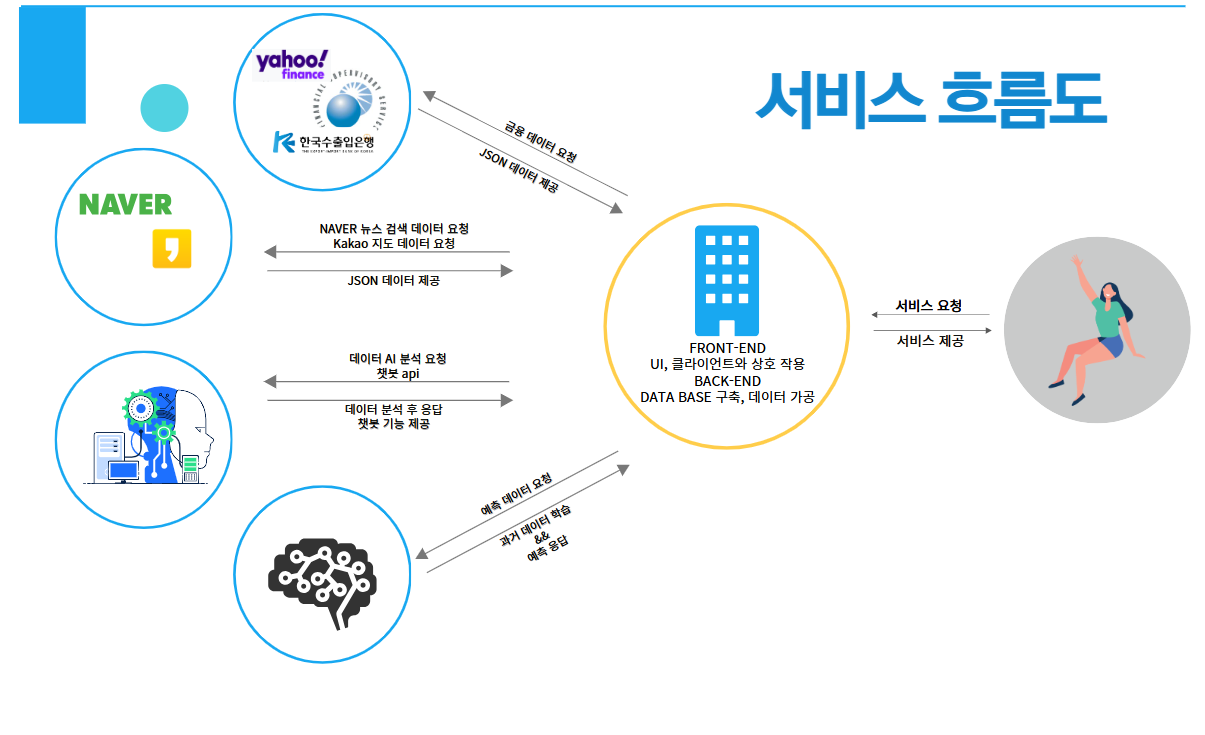 서비스 흐름도
yahoo!
finance
한국수출입은행
THE EXPORT-IMPORT BANK OF KOREA
금융 데이터 요청
JSON 데이터 제공
NAVER
NAVER 뉴스 검색 데이터 요청
Kakao 지도 데이터 요청
JSON 데이터 제공
FRONT-END
UI, 클라이언트와 상호 작용
BACK-END
DATA BASE 구축, 데이터 가공
서비스 요청
서비스 제공
데이터 AI 분석 요청
챗봇 api
데이터 분석 후 응답
챗봇 기능 제공
예측 데이터 요청
과거 데이터 학습
&&
예측 응답